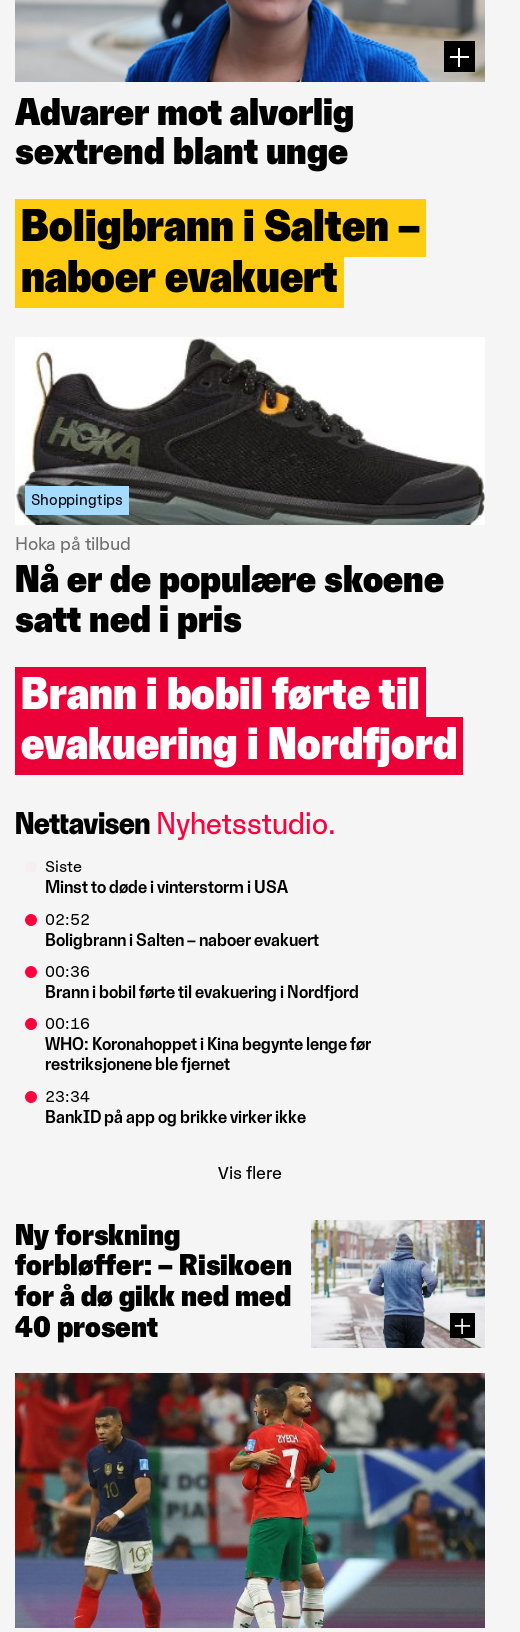 Advarer mot alvorlig
sextrend blant unge
Boligbrann i Salten –
naboer evakuert
HOKA
Shoppingtips
Hoka på tilbud
Nå er de populære skoene
satt ned i pris
Brann i bobil førte til
evakuering i Nordfjord
Nettavisen Nyhetsstudio.
Siste
Minst to døde i vinterstorm i USA
02:52
Boligbrann i Salten – naboer evakuert
00:36
Brann i bobil førte til evakuering i Nordfjord
00:16
WHO: Koronahoppet i Kina begynte lenge før
restriksjonene ble fjernet
23:34
BankID på app og brikke virker ikke
Vis flere
Ny forskning
forbløffer: – Risikoen
for å dø gikk ned med
40 prosent
ZIYECH
7
10
10